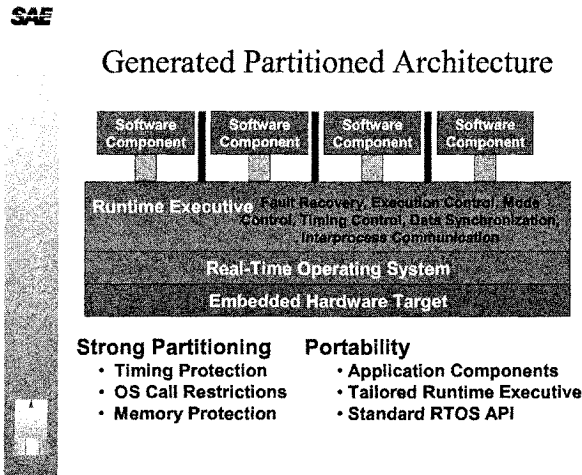 SAE
Generated Partitioned Architecture
Software Component
Software Component
Software Component
Software Component
Runtime Executive
Fault Recovery, Execution Control, Mode
Control, Timing Control, Data Synchronization,
Interprocess Communication
Real-Time Operating System
Embedded Hardware Target
Strong Partitioning
• Timing Protection
• OS Call Restrictions
• Memory Protection
Portability
• Application Components
• Tailored Runtime Executive
• Standard RTOS API